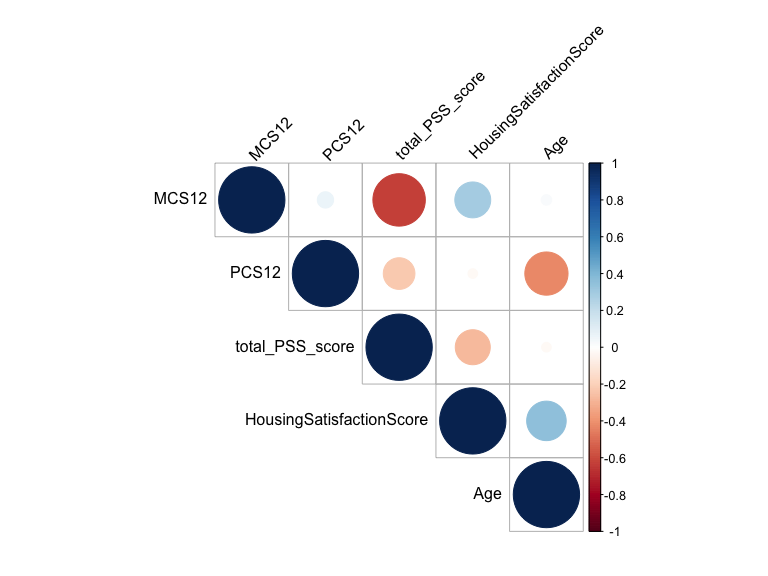 MCS12
PCS12
total_PSS_score
HousingSatisfactionScore
Age
MCS12
PCS12
total_PSS_score
HousingSatisfactionScore
Age
1
0.8
0.6
0.4
0.2
0
-0.2
-0.4
-0.6
-0.8
-1